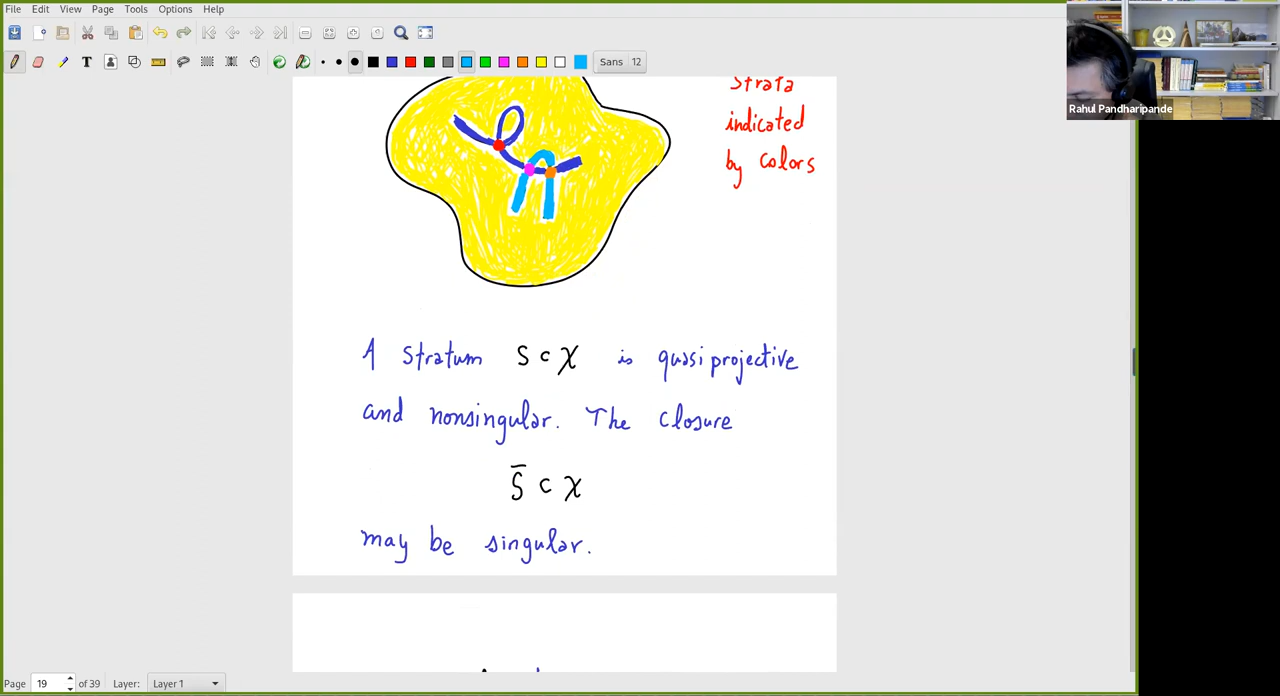 File Edit View Page Tools Options Help
Sans 12
Rahul Pandharipande
Strata
indicated
by colors
A stratum S ⊂ X is quasiprojective
and nonsingular. The closure
S̄ ⊂ X
may be singular.
Page 19 of 39 Layer: Layer 1